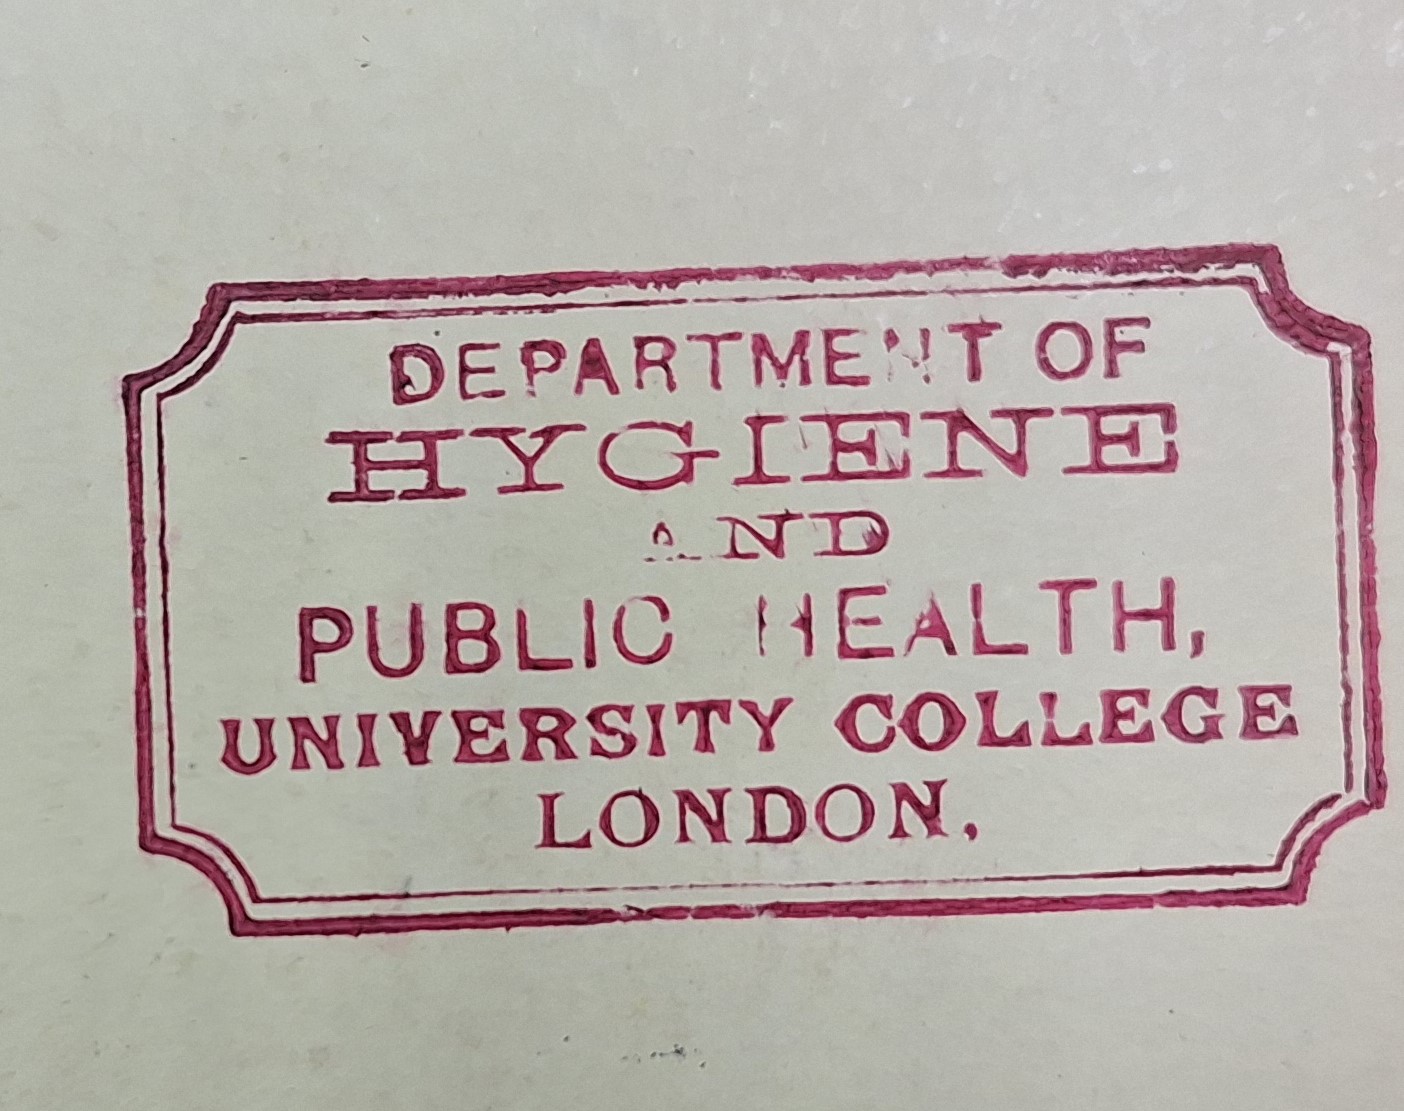 DEPARTMENT OF
HYGIENE
AND
PUBLIC HEALTH,
UNIVERSITY COLLEGE
LONDON.